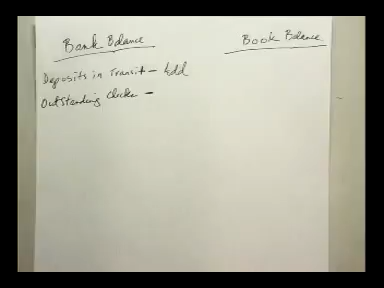 Bank Balance
Book Balance
Deposits in Transit - Add
Outstanding Checks -